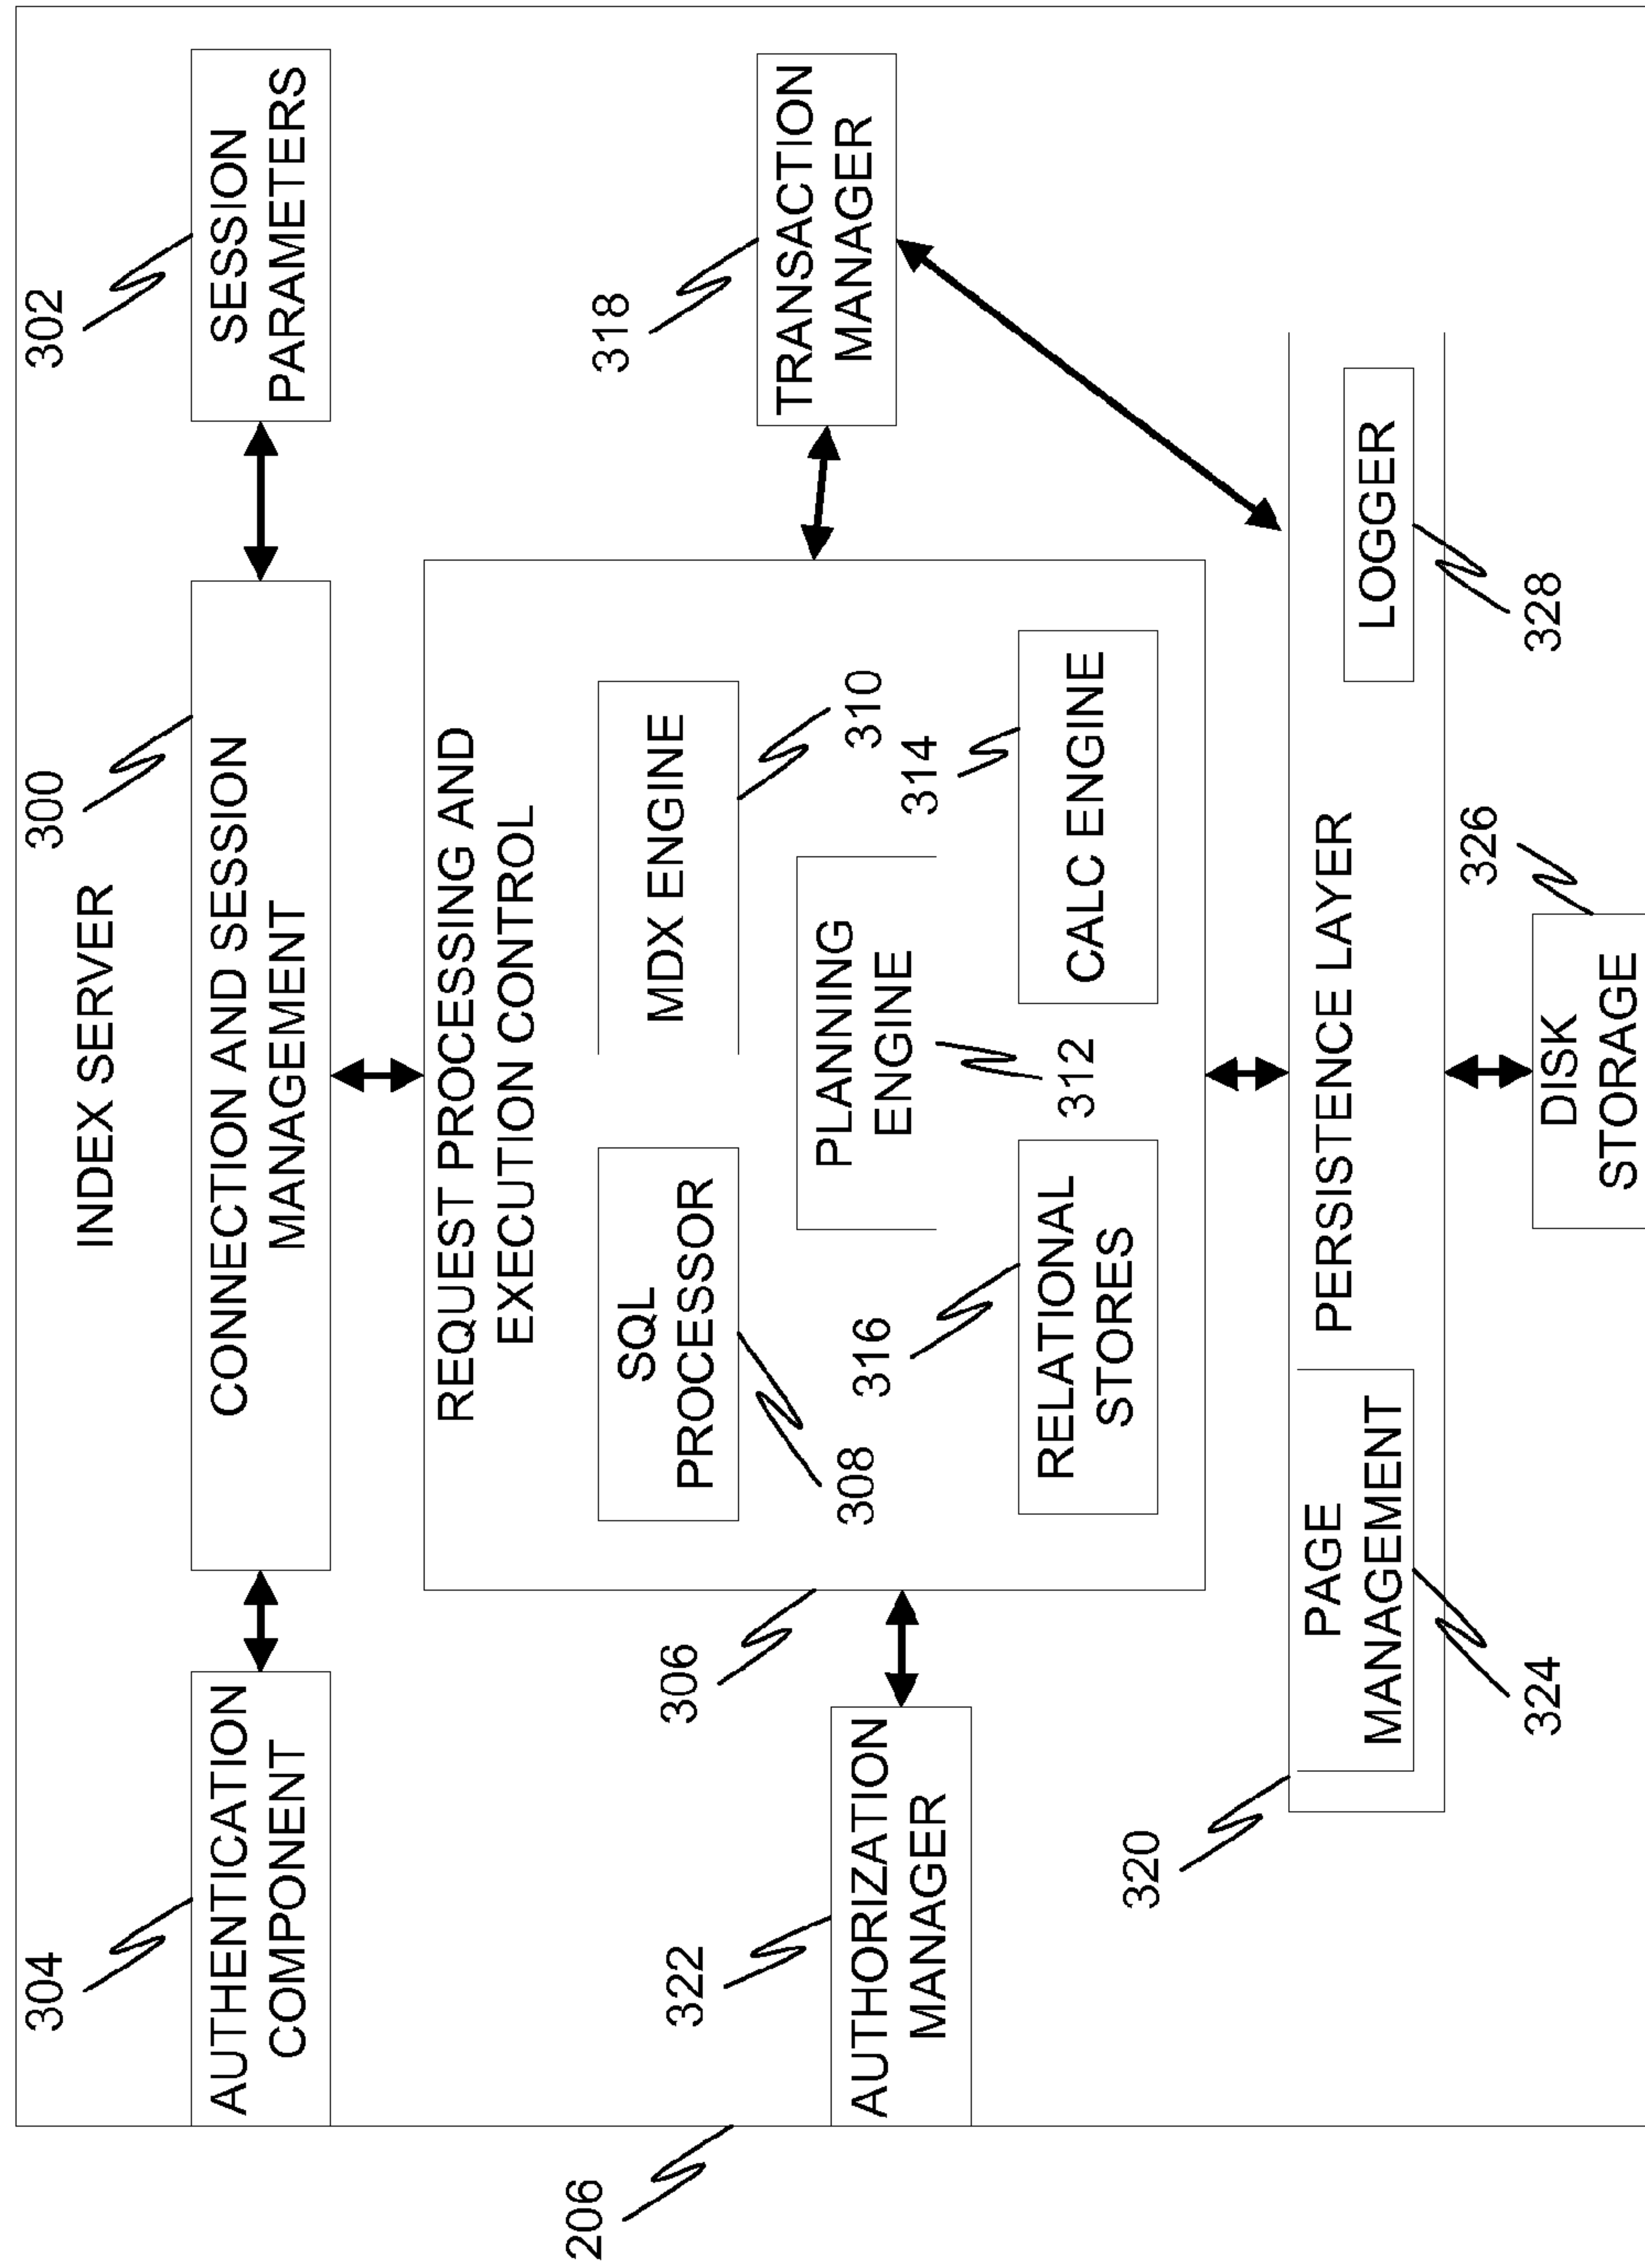 INDEX SERVER
304
300
302
AUTHENTICATION
COMPONENT
CONNECTION AND SESSION
MANAGEMENT
SESSION
PARAMETERS
206
322
306
318
REQUEST PROCESSING AND
EXECUTION CONTROL
AUTHORIZATION
MANAGER
TRANSACTION
MANAGER
SQL
PROCESSOR
MDX ENGINE
308
310
PLANNING
ENGINE
316
312
314
RELATIONAL
STORES
CALC ENGINE
320
PAGE
MANAGEMENT
PERSISTENCE LAYER
LOGGER
324
326
328
DISK
STORAGE